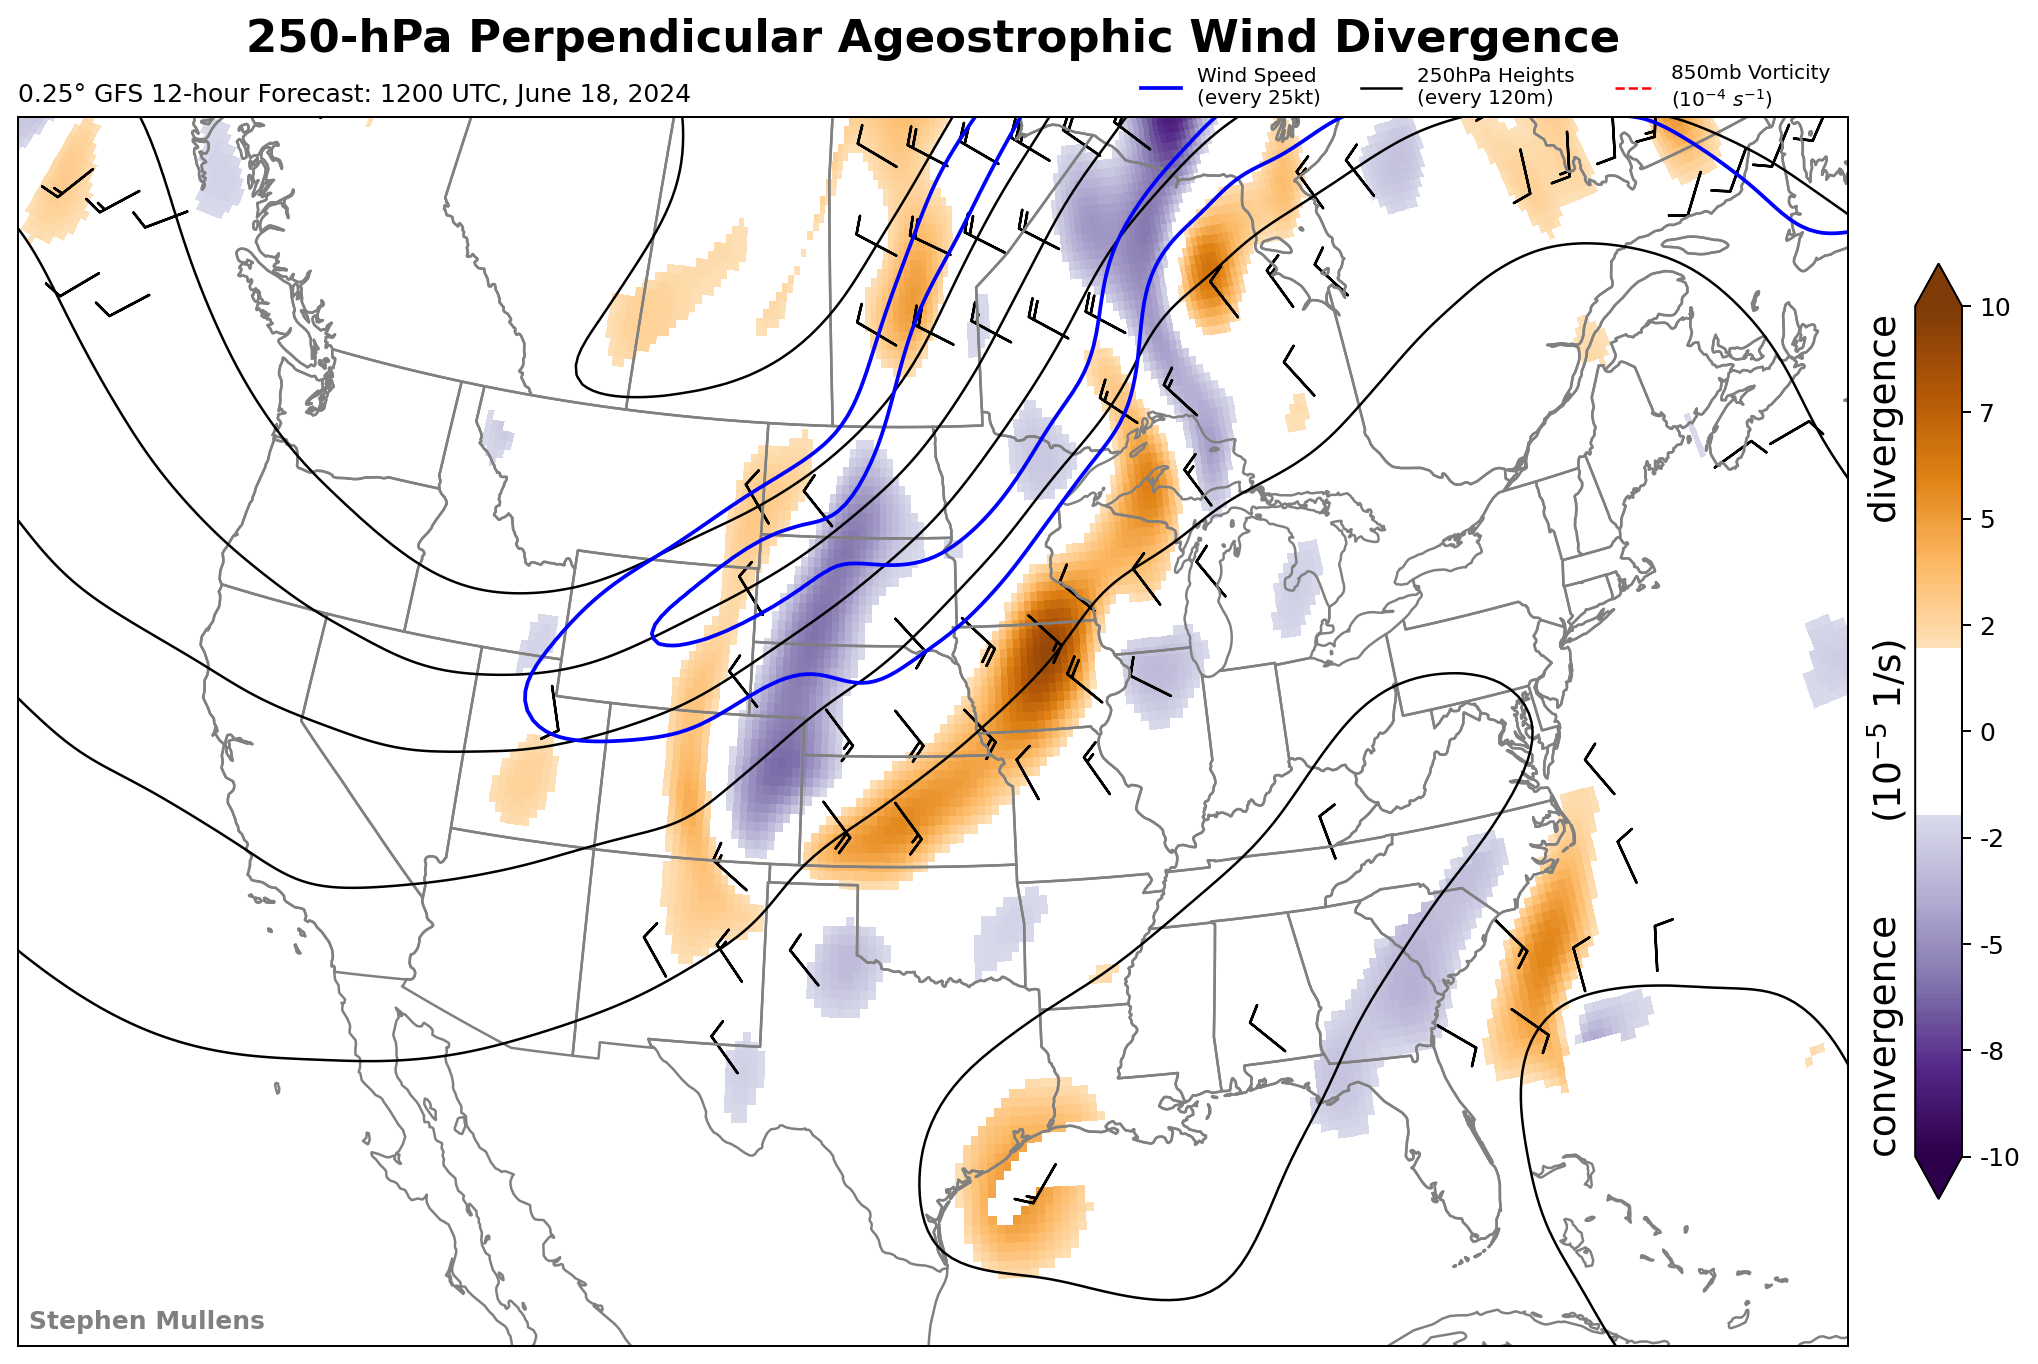 250-hPa Perpendicular Ageostrophic Wind Divergence
0.25° GFS 12-hour Forecast: 1200 UTC, June 18, 2024
Wind Speed
(every 25kt)
250hPa Heights
(every 120m)
850mb Vorticity
(10⁻⁴ s⁻¹)
10
7
5
2
0
-2
-5
-8
-10
convergence (10⁻⁵ 1/s) divergence
Stephen Mullens